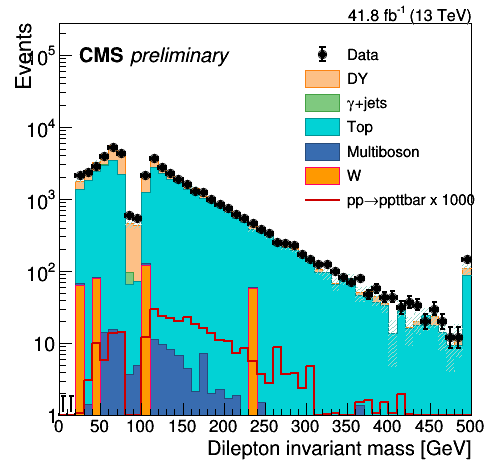 41.8 fb⁻¹ (13 TeV)
Events
CMS preliminary
Data
DY
γ+jets
Top
Multiboson
W
pp→ppttbar x 1000
10⁵
10⁴
10³
10²
10
1
0 50 100 150 200 250 300 350 400 450 500
Dilepton invariant mass [GeV]